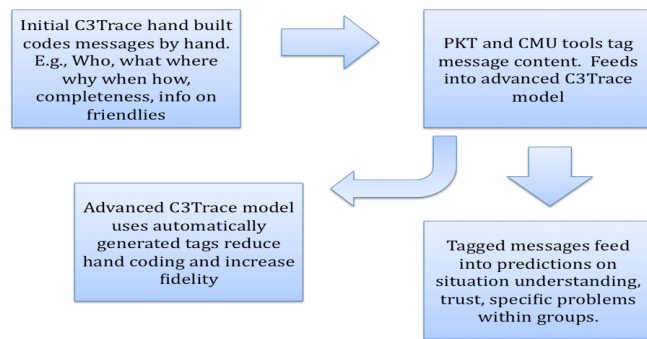 Initial C3Trace hand built
codes messages by hand.
E.g., Who, what where
why when how,
completeness, info on
friendlies
PKT and CMU tools tag
message content. Feeds
into advanced C3Trace
model
Advanced C3Trace model
uses automatically
generated tags reduce
hand coding and increase
fidelity
Tagged messages feed
into predictions on
situation understanding,
trust, specific problems
within groups.